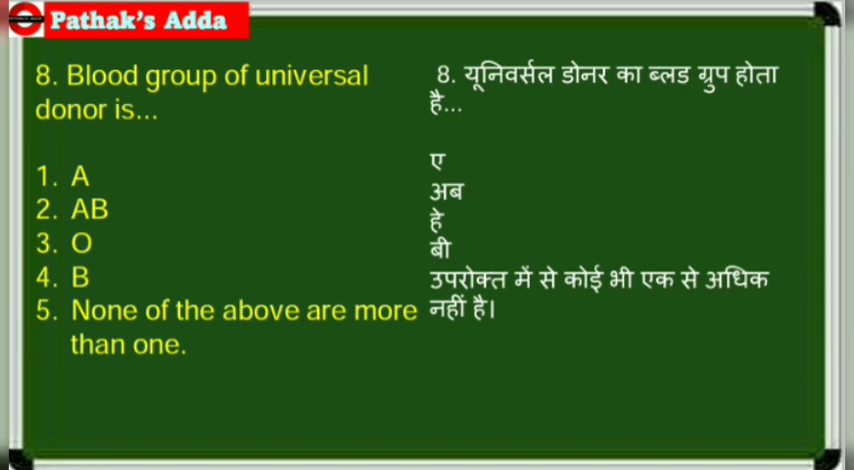 Pathak's Adda
8. Blood group of universal
donor is...
1. A
2. AB
3. O
4. B
5. None of the above are more
than one.
8. यूनिवर्सल डोनर का ब्लड ग्रुप होता
है...
ए
अब
हे
बी
उपरोक्त में से कोई भी एक से अधिक
नहीं है।